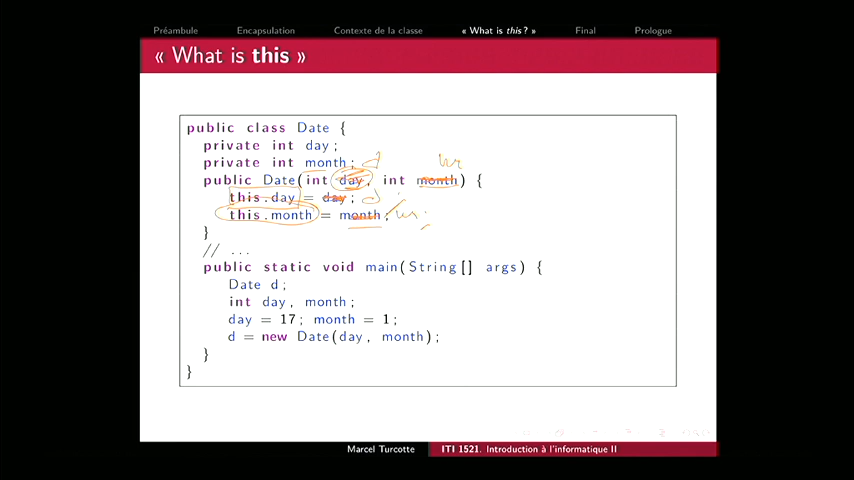 Préambule Encapsulation Contexte de la classe « What is this ? » Final Prologue
« What is this »
public class Date {
private int day;
private int month; d
public Date(int day, int month) {
this.day = day; d
this.month = month;
}
// ...
public static void main(String[] args) {
Date d;
int day, month;
day = 17; month = 1;
d = new Date(day, month);
}
}
Marcel Turcotte ITI 1521. Introduction à l'informatique II